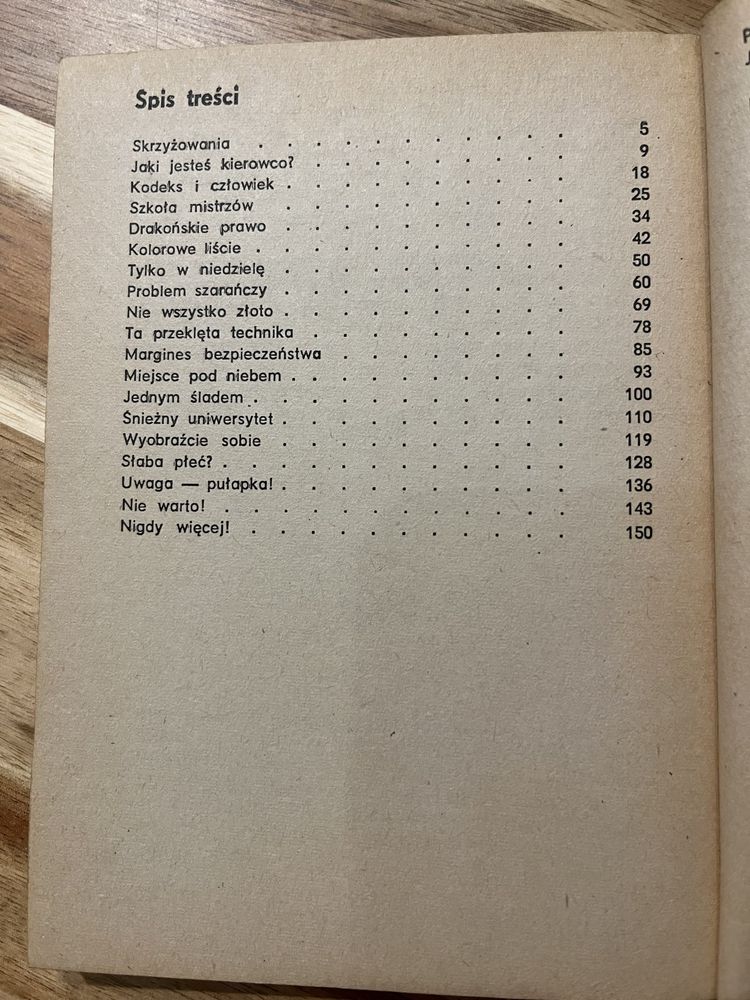 Spis treści
Skrzyżowania . . . . . . . . . . . 5
Jaki jesteś kierowco? . . . . . . . . . 9
Kodeks i człowiek . . . . . . . . . . 18
Szkoła mistrzów . . . . . . . . . . 25
Drakońskie prawo . . . . . . . . . . 34
Kolorowe liście . . . . . . . . . . . 42
Tylko w niedzielę . . . . . . . . . . 50
Problem szarańczy . . . . . . . . . . 60
Nie wszystko złoto . . . . . . . . . . 69
Ta przeklęta technika . . . . . . . . . 78
Margines bezpieczeństwa . . . . . . . . 85
Miejsce pod niebem . . . . . . . . . . 93
Jednym śladem . . . . . . . . . . . 100
Śnieżny uniwersytet . . . . . . . . . . 110
Wyobraźcie sobie . . . . . . . . . . 119
Słaba płeć? . . . . . . . . . . . . 128
Uwaga — pułapka! . . . . . . . . . . 136
Nie warto! . . . . . . . . . . . . 143
Nigdy więcej! . . . . . . . . . . . 150